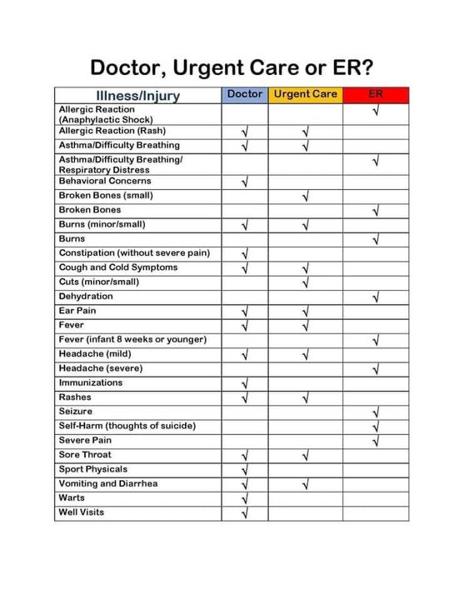 Doctor, Urgent Care or ER?
Illness/Injury Doctor Urgent Care ER
Allergic Reaction
(Anaphylactic Shock) √
Allergic Reaction (Rash) √ √
Asthma/Difficulty Breathing √ √
Asthma/Difficulty Breathing/
Respiratory Distress √
Behavioral Concerns √
Broken Bones (small) √
Broken Bones √
Burns (minor/small) √ √
Burns √
Constipation (without severe pain) √
Cough and Cold Symptoms √ √
Cuts (minor/small) √
Dehydration √
Ear Pain √ √
Fever √ √
Fever (infant 8 weeks or younger) √
Headache (mild) √ √
Headache (severe) √
Immunizations √
Rashes √ √
Seizure √
Self-Harm (thoughts of suicide) √
Severe Pain √
Sore Throat √ √
Sport Physicals √
Vomiting and Diarrhea √ √
Warts √
Well Visits √